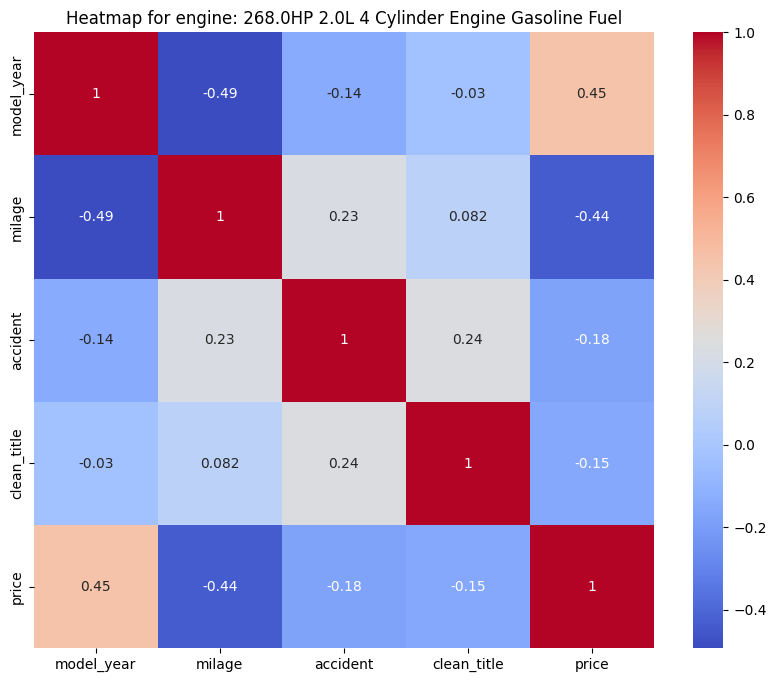 Heatmap for engine: 268.0HP 2.0L 4 Cylinder Engine Gasoline Fuel
model_year 1 -0.49 -0.14 -0.03 0.45
milage -0.49 1 0.23 0.082 -0.44
accident -0.14 0.23 1 0.24 -0.18
clean_title -0.03 0.082 0.24 1 -0.15
price 0.45 -0.44 -0.18 -0.15 1
model_year milage accident clean_title price
1.0
0.8
0.6
0.4
0.2
0.0
−0.2
−0.4